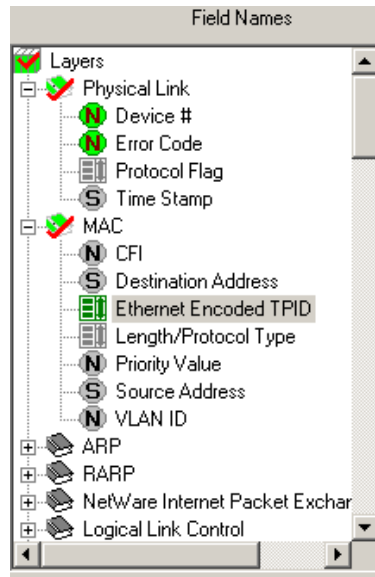 Field Names
Layers
Physical Link
N Device #
N Error Code
Protocol Flag
S Time Stamp
MAC
N CFI
S Destination Address
Ethernet Encoded TPID
Length/Protocol Type
N Priority Value
S Source Address
N VLAN ID
ARP
RARP
NetWare Internet Packet Exchar
Logical Link Control